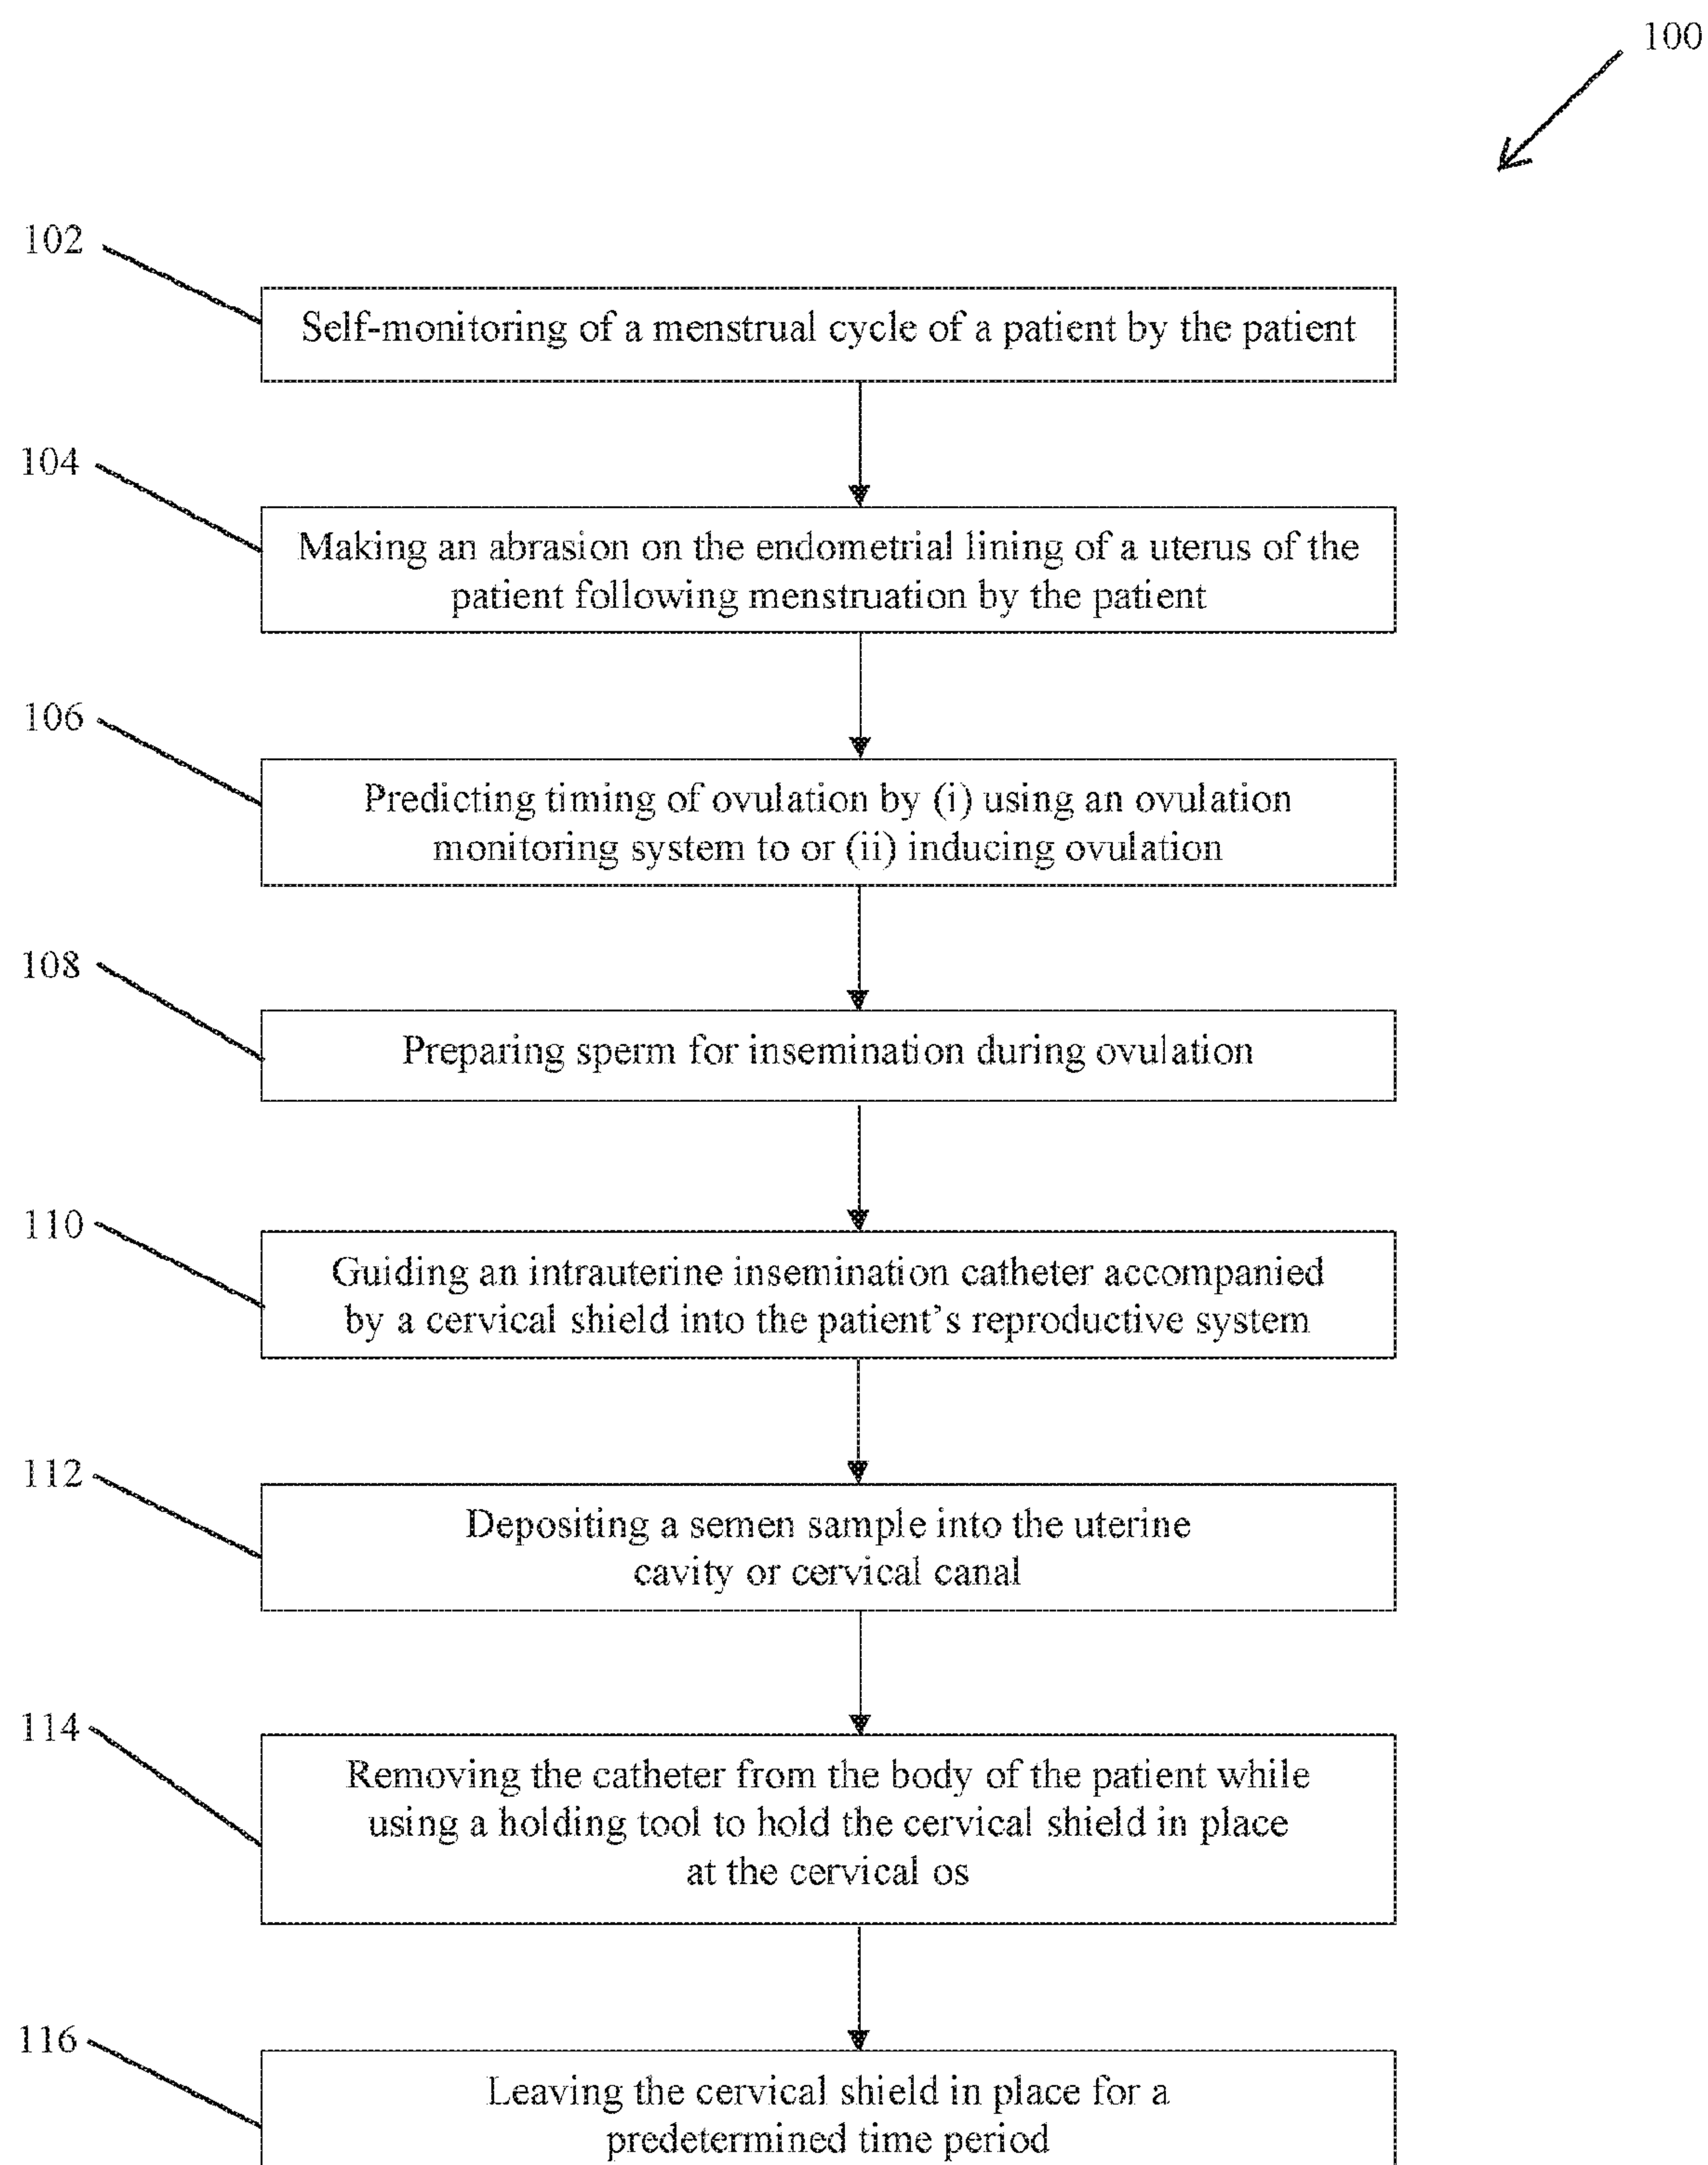 100
102
Self-monitoring of a menstrual cycle of a patient by the patient
104
Making an abrasion on the endometrial lining of a uterus of the
patient following menstruation by the patient
106
Predicting timing of ovulation by (i) using an ovulation
monitoring system to or (ii) inducing ovulation
108
Preparing sperm for insemination during ovulation
110
Guiding an intrauterine insemination catheter accompanied
by a cervical shield into the patient's reproductive system
112
Depositing a semen sample into the uterine
cavity or cervical canal
114
Removing the catheter from the body of the patient while
using a holding tool to hold the cervical shield in place
at the cervical os
116
Leaving the cervical shield in place for a
predetermined time period